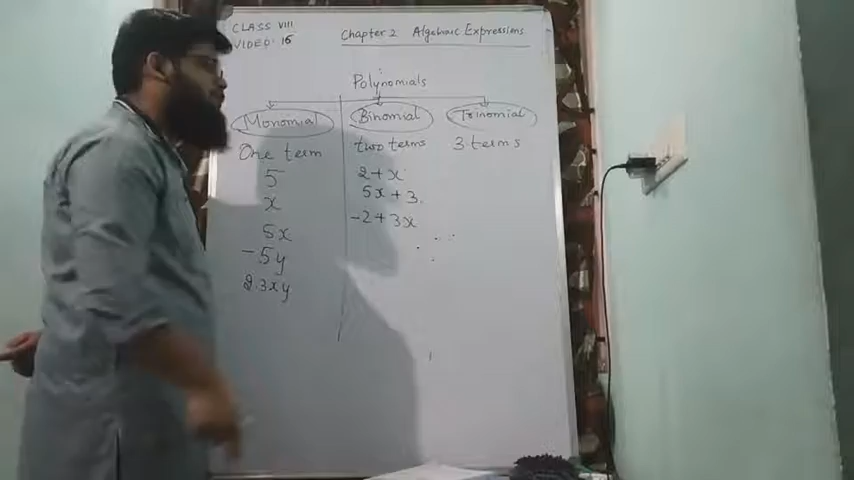 CLASS VIII
VIDEO: 16
Chapter 2 Algebraic Expressions
Polynomials
Monomial Binomial Trinomial
One term two terms 3 terms
5 2+x
x 5x+3
5x -2+3x
-5y
2.3xy